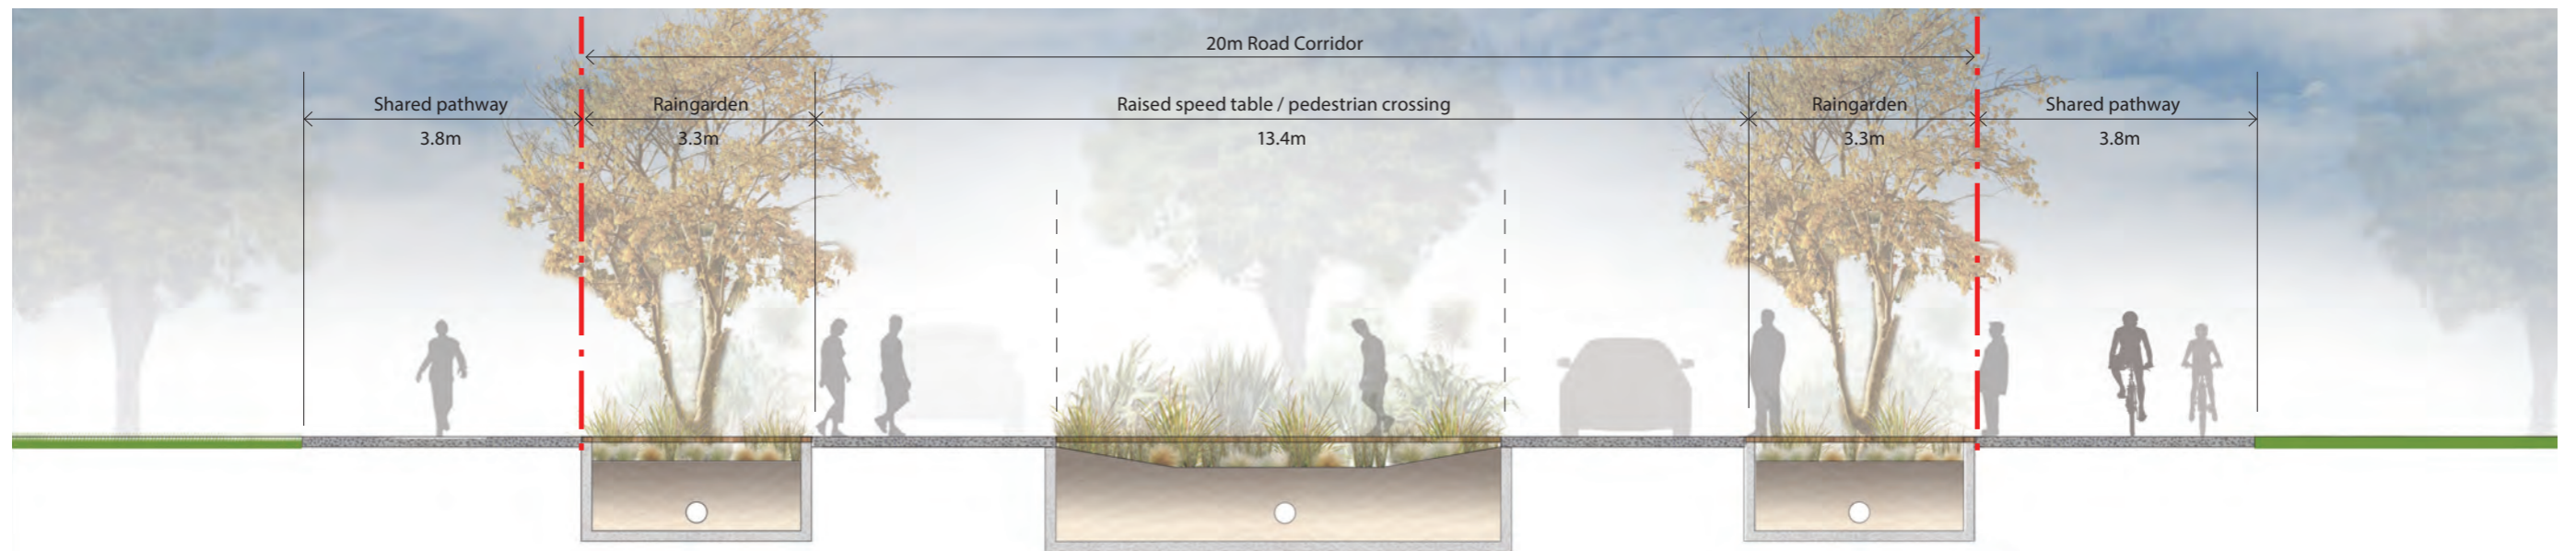 20m Road Corridor
Shared pathway
3.8m
Raingarden
3.3m
Raised speed table / pedestrian crossing
13.4m
Raingarden
3.3m
Shared pathway
3.8m